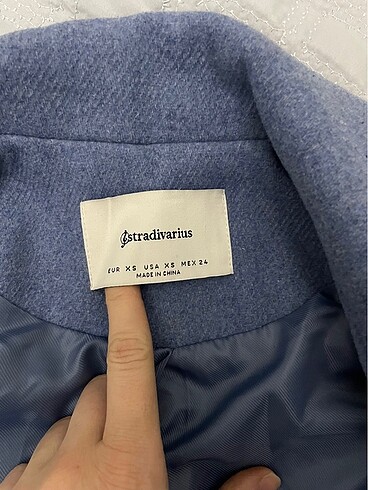 stradivarius
EUR XS USA XS MEX 24
MADE IN CHINA